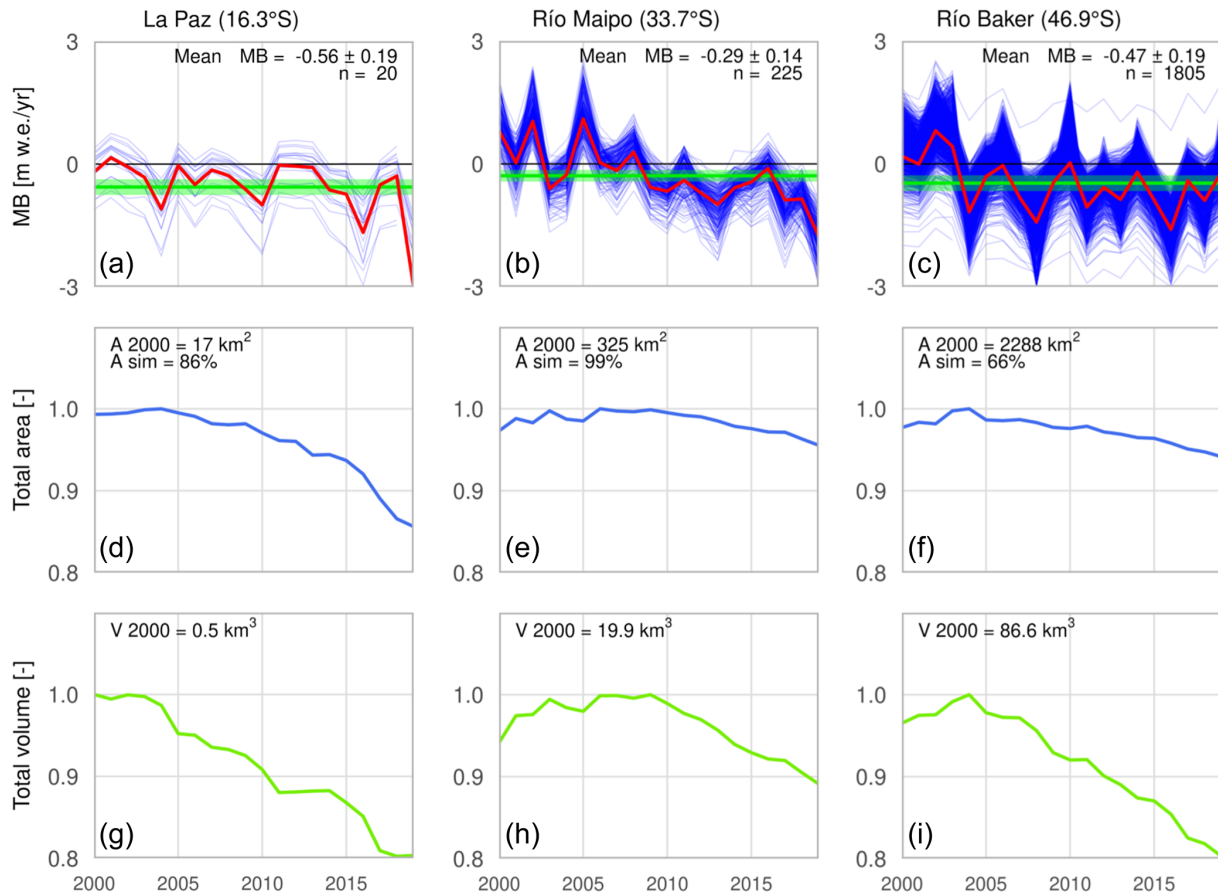 La Paz (16.3°S)
Río Maipo (33.7°S)
Río Baker (46.9°S)
MB [m w.e./yr]
3
0
-3
Mean MB = -0.56 ± 0.19
n = 20
(a)
3
0
-3
Mean MB = -0.29 ± 0.14
n = 225
(b)
3
0
-3
Mean MB = -0.47 ± 0.19
n = 1805
(c)
Total area [-]
1.0
0.9
0.8
A 2000 = 17 km²
A sim = 86%
(d)
1.0
0.9
0.8
A 2000 = 325 km²
A sim = 99%
(e)
1.0
0.9
0.8
A 2000 = 2288 km²
A sim = 66%
(f)
Total volume [-]
1.0
0.9
0.8
V 2000 = 0.5 km³
(g)
2000 2005 2010 2015
1.0
0.9
0.8
V 2000 = 19.9 km³
(h)
2000 2005 2010 2015
1.0
0.9
0.8
V 2000 = 86.6 km³
(i)
2000 2005 2010 2015